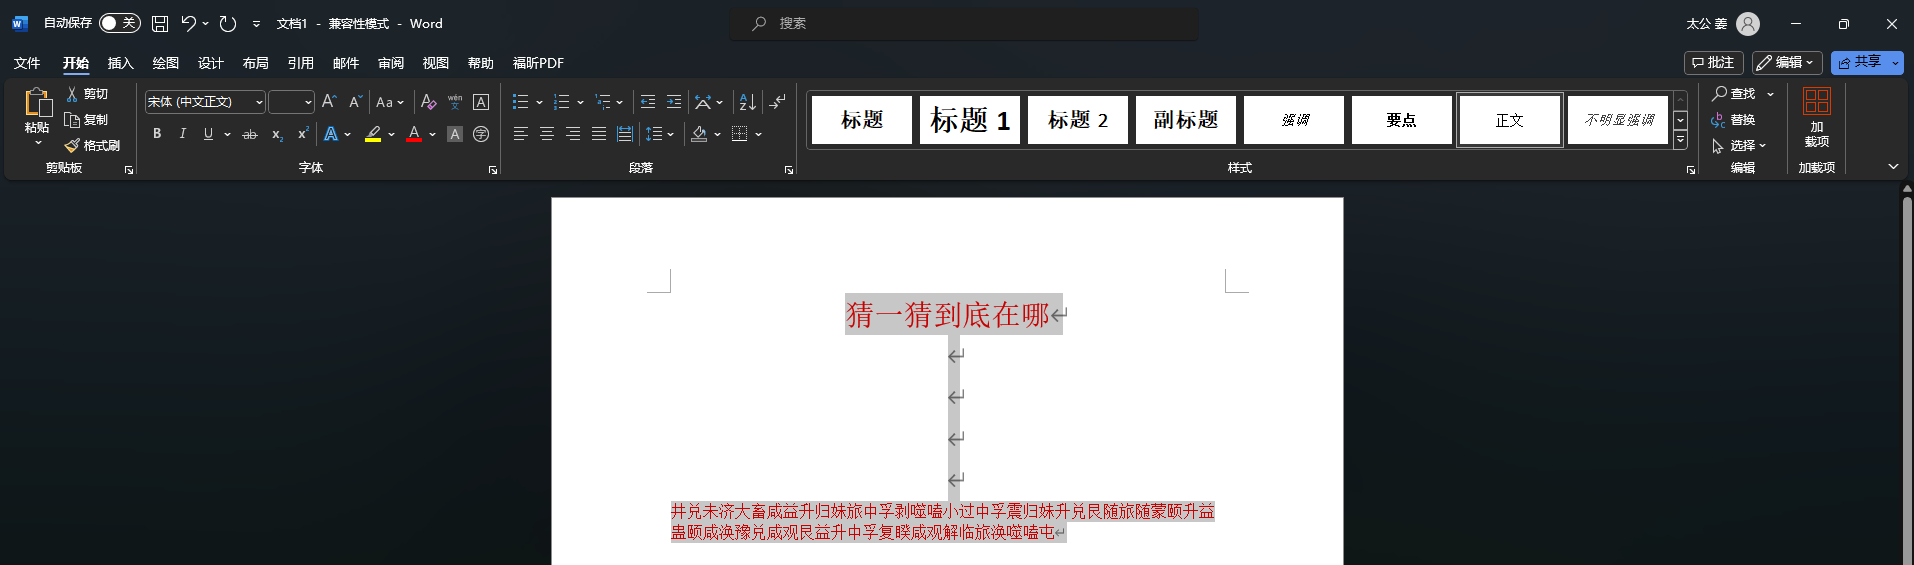 自动保存 关 文档1 - 兼容性模式 - Word 搜索 太公 姜
文件 开始 插入 绘图 设计 布局 引用 邮件 审阅 视图 帮助 福昕PDF 批注 编辑 共享
粘贴 剪切 复制 格式刷
剪贴板
宋体 (中文正文) A A Aa A wén 文 A
B I U ab x₂ x² A A A 字
字体
段落
标题 标题 1 标题 2 副标题 强调 要点 正文 不明显强调
样式
查找
替换
选择
编辑
加
载项
加载项
猜一猜到底在哪
井兑未济大畜咸益升归妹旅中孚剥噬嗑小过中孚震归妹升兑艮随旅随蒙颐升益
蛊颐咸涣豫兑咸观艮益升中孚复睽咸观解临旅涣噬嗑屯